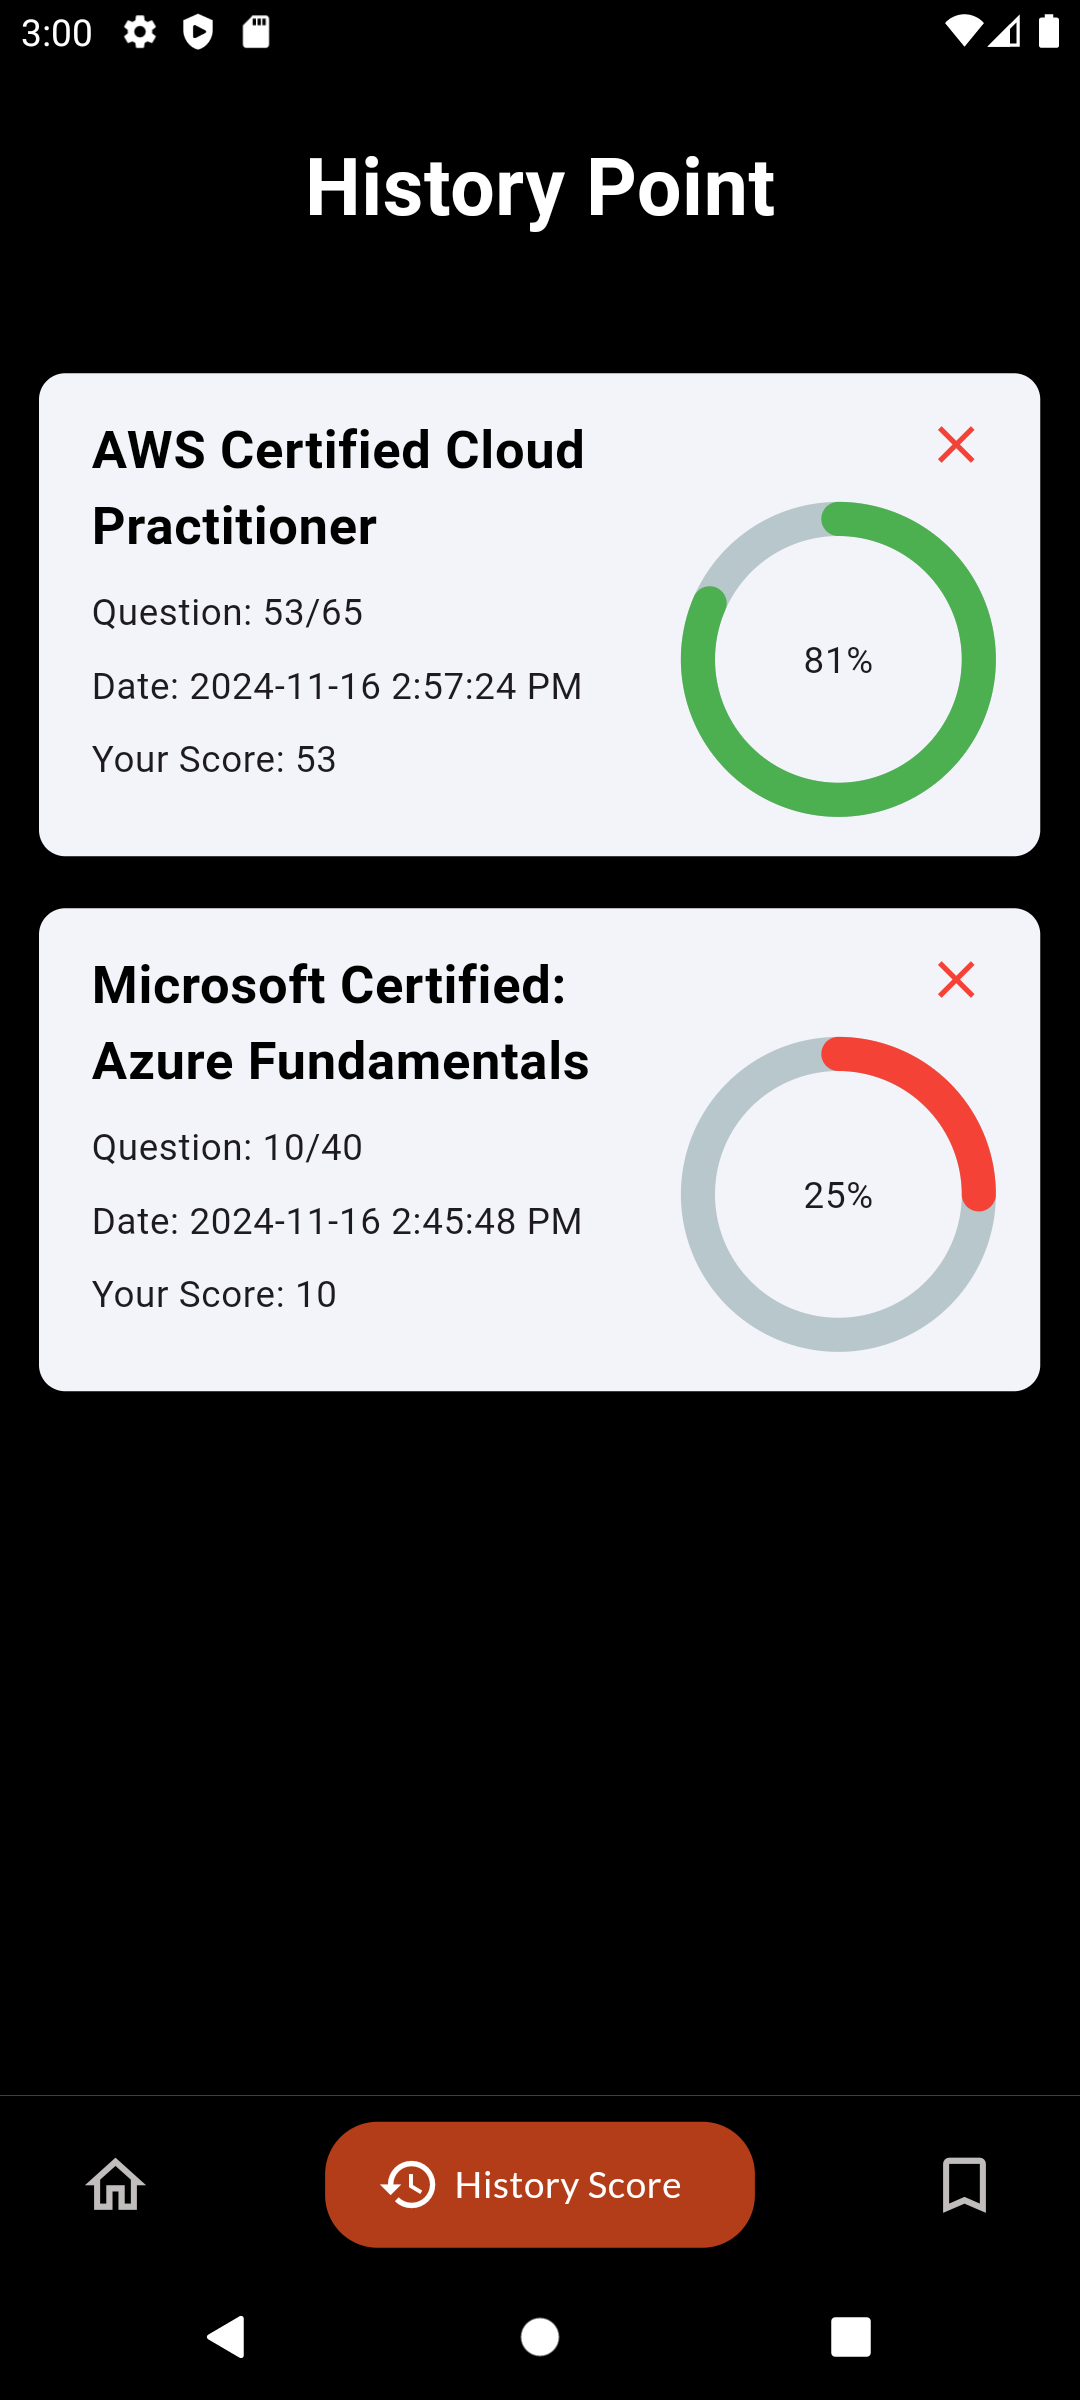 3:00
History Point
AWS Certified Cloud
Practitioner
Question: 53/65
Date: 2024-11-16 2:57:24 PM
Your Score: 53
81%
Microsoft Certified:
Azure Fundamentals
Question: 10/40
Date: 2024-11-16 2:45:48 PM
Your Score: 10
25%
History Score